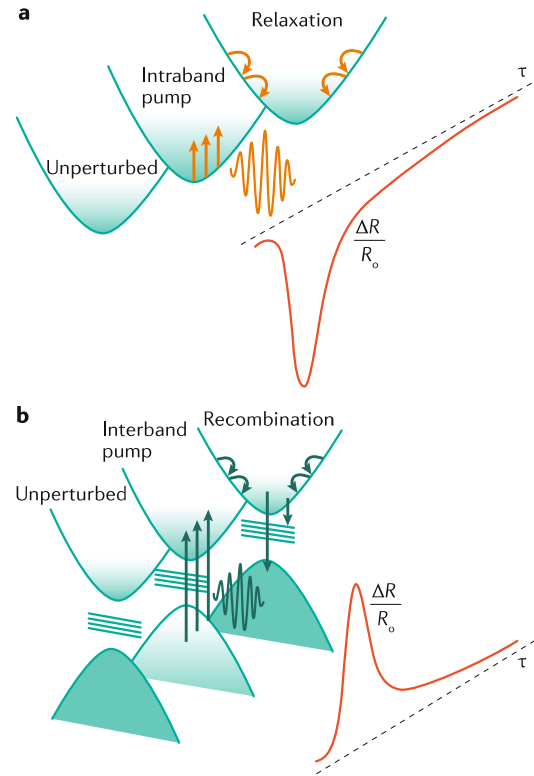 a
Relaxation
Intraband
pump
Unperturbed
τ
ΔR
R₀
b
Recombination
Interband
pump
Unperturbed
ΔR
R₀
τ